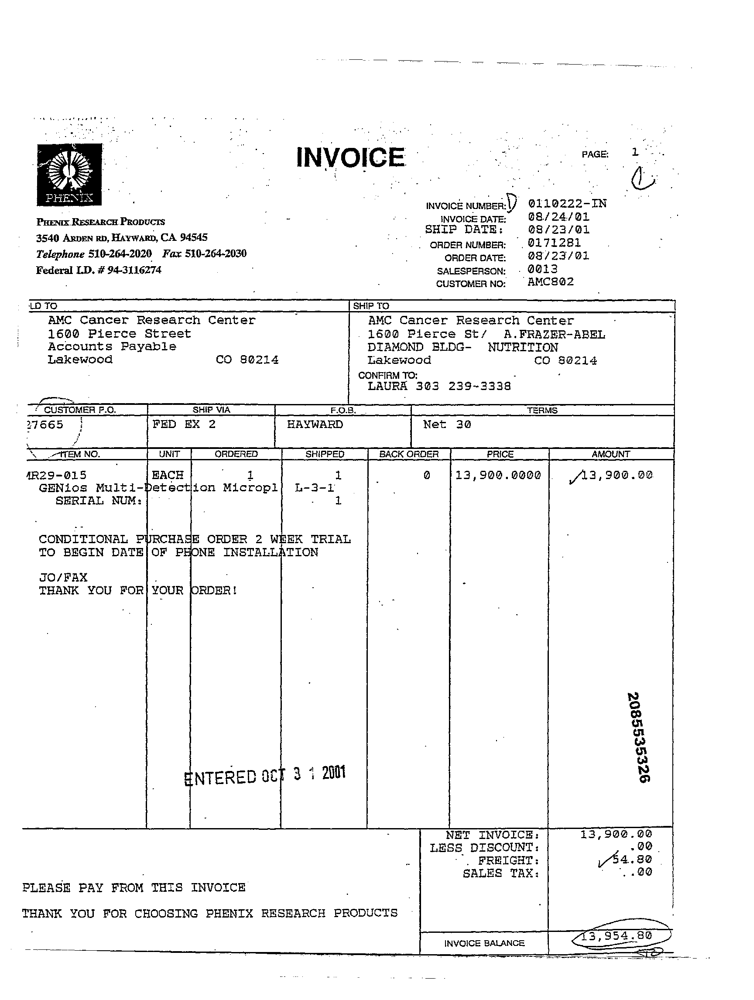 INVOICE
PAGE: 1
1
PHENIX
PHENIX RESEARCH PRODUCTS
3540 ARDEN RD, HAYWARD, CA 94545
Telephone 510-264-2020 Fax 510-264-2030
Federal I.D. # 94-3116274
INVOICE NUMBER: 0110222-IN
INVOICE DATE: 08/24/01
SHIP DATE: 08/23/01
ORDER NUMBER: 0171281
ORDER DATE: 08/23/01
SALESPERSON: 0013
CUSTOMER NO: AMC802
LD TO
AMC Cancer Research Center
1600 Pierce Street
Accounts Payable
Lakewood CO 80214
SHIP TO
AMC Cancer Research Center
1600 Pierce St/ A.FRAZER-ABEL
DIAMOND BLDG- NUTRITION
Lakewood CO 80214
CONFIRM TO:
LAURA 303 239-3338
CUSTOMER P.O. SHIP VIA F.O.B. TERMS
27665 FED EX 2 HAYWARD Net 30
ITEM NO. UNIT ORDERED SHIPPED BACK ORDER PRICE AMOUNT
MR29-015 EACH 1 1 0 13,900.0000 13,900.00
GENios Multi-Detection Micropl L-3-1
SERIAL NUM: 1
CONDITIONAL PURCHASE ORDER 2 WEEK TRIAL
TO BEGIN DATE OF PHONE INSTALLATION
JO/FAX
THANK YOU FOR YOUR ORDER!
2085535326
ENTERED OCT 31 2001
NET INVOICE: 13,900.00
LESS DISCOUNT: .00
FREIGHT: 54.80
SALES TAX: .00
PLEASE PAY FROM THIS INVOICE
THANK YOU FOR CHOOSING PHENIX RESEARCH PRODUCTS
INVOICE BALANCE 13,954.80